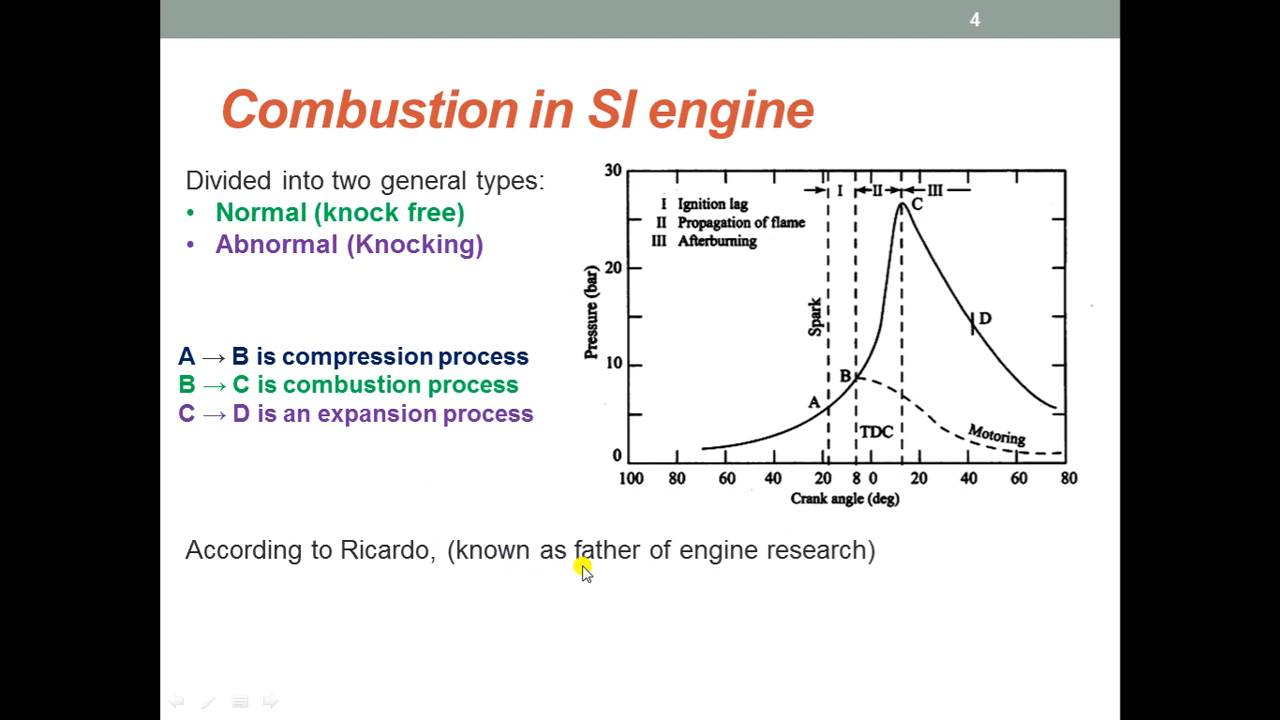 4
Combustion in SI engine
Divided into two general types:
• Normal (knock free)
• Abnormal (Knocking)
A → B is compression process
B → C is combustion process
C → D is an expansion process
30
20
10
0
Pressure (bar)
I Ignition lag
II Propagation of flame
III Afterburning
I
II
III
Spark
A
B
C
D
TDC
Motoring
100 80 60 40 20 8 0 20 40 60 80
Crank angle (deg)
According to Ricardo, (known as father of engine research)